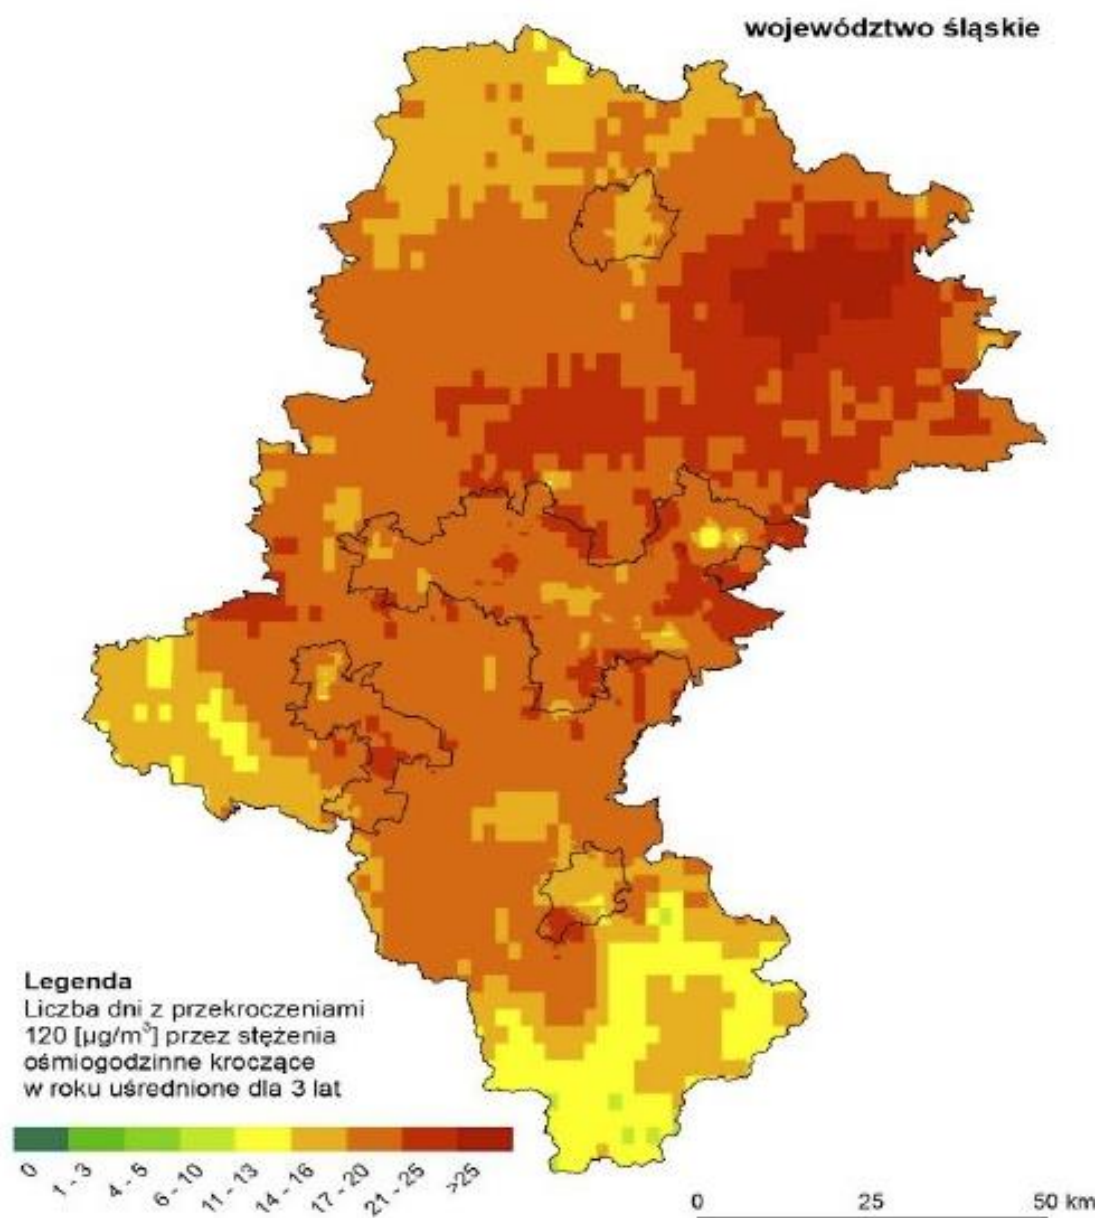 województwo śląskie
Legenda
Liczba dni z przekroczeniami
120 [µg/m³] przez stężenia
ośmiogodzinne kroczące
w roku uśrednione dla 3 lat
0
1 - 3
4 - 5
6 - 10
11 - 13
14 - 16
17 - 20
21 - 25
>25
0 25 50 km